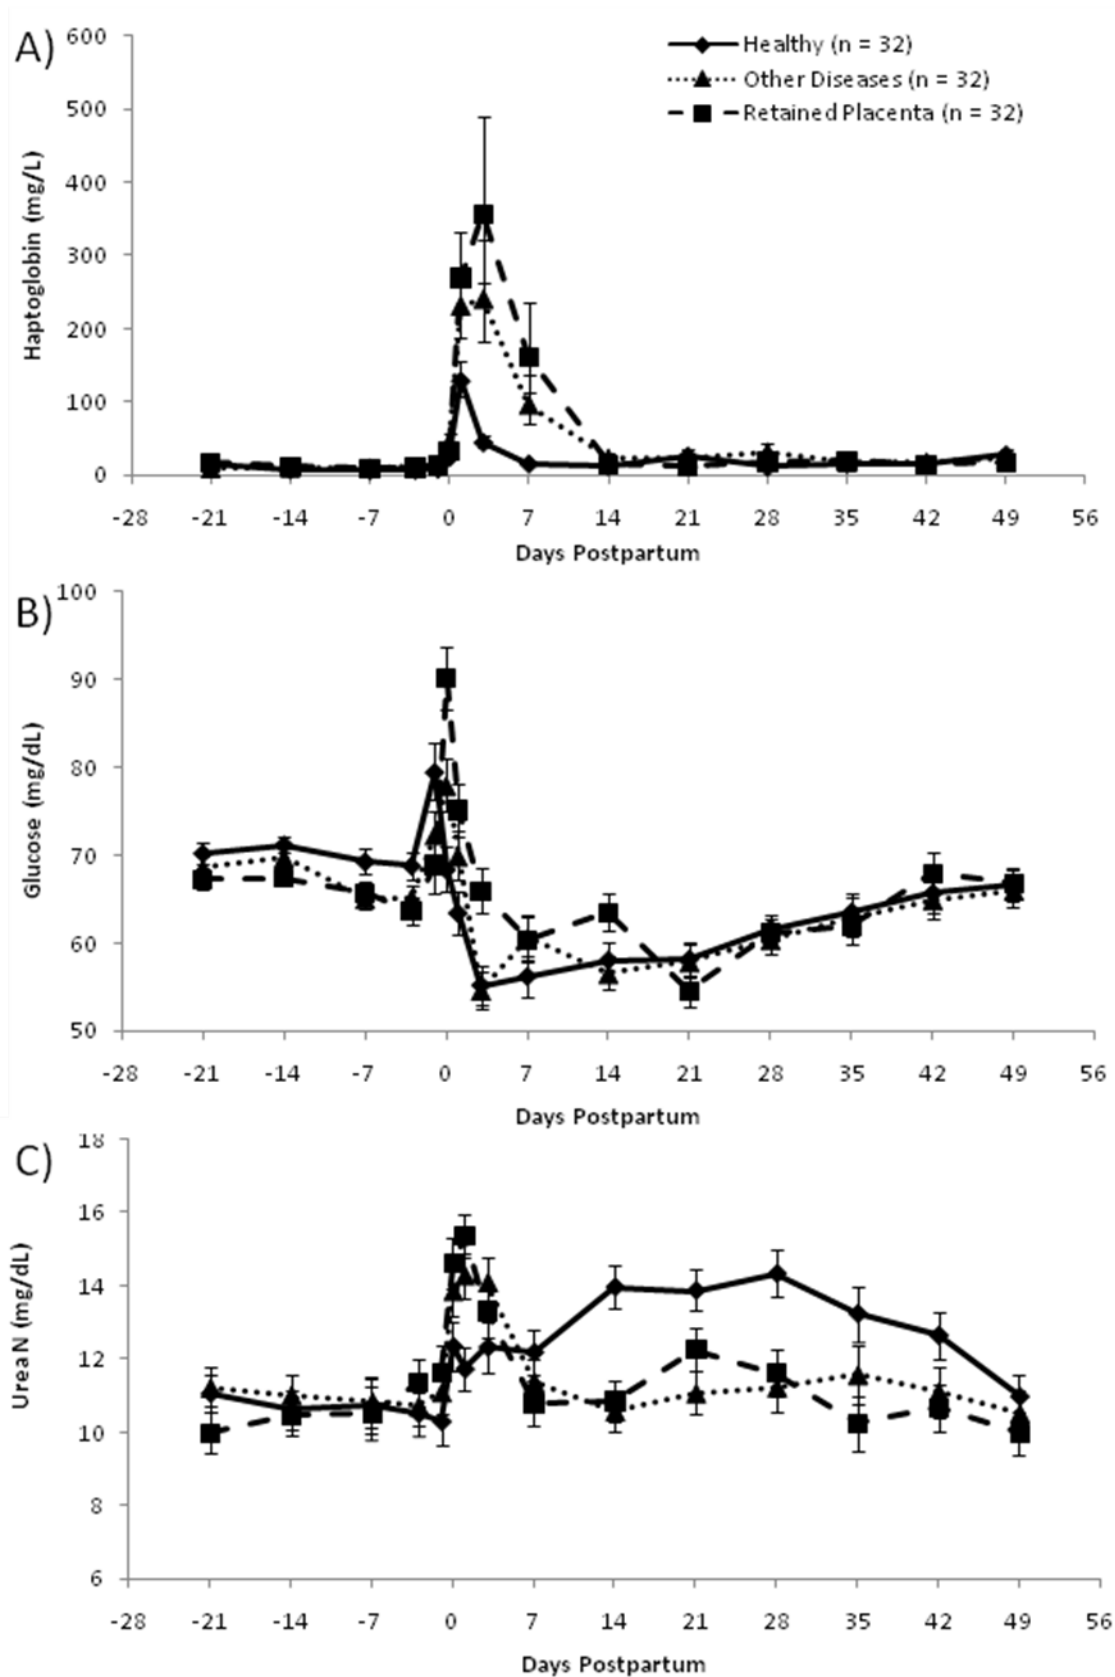 A)
600
500
400
300
200
100
0
Haptoglobin (mg/L)
Healthy (n = 32)
Other Diseases (n = 32)
Retained Placenta (n = 32)
-28 -21 -14 -7 0 7 14 21 28 35 42 49 56
Days Postpartum
B)
100
90
80
70
60
50
Glucose (mg/dL)
-28 -21 -14 -7 0 7 14 21 28 35 42 49 56
Days Postpartum
C)
18
16
14
12
10
8
6
Urea N (mg/dL)
-28 -21 -14 -7 0 7 14 21 28 35 42 49 56
Days Postpartum